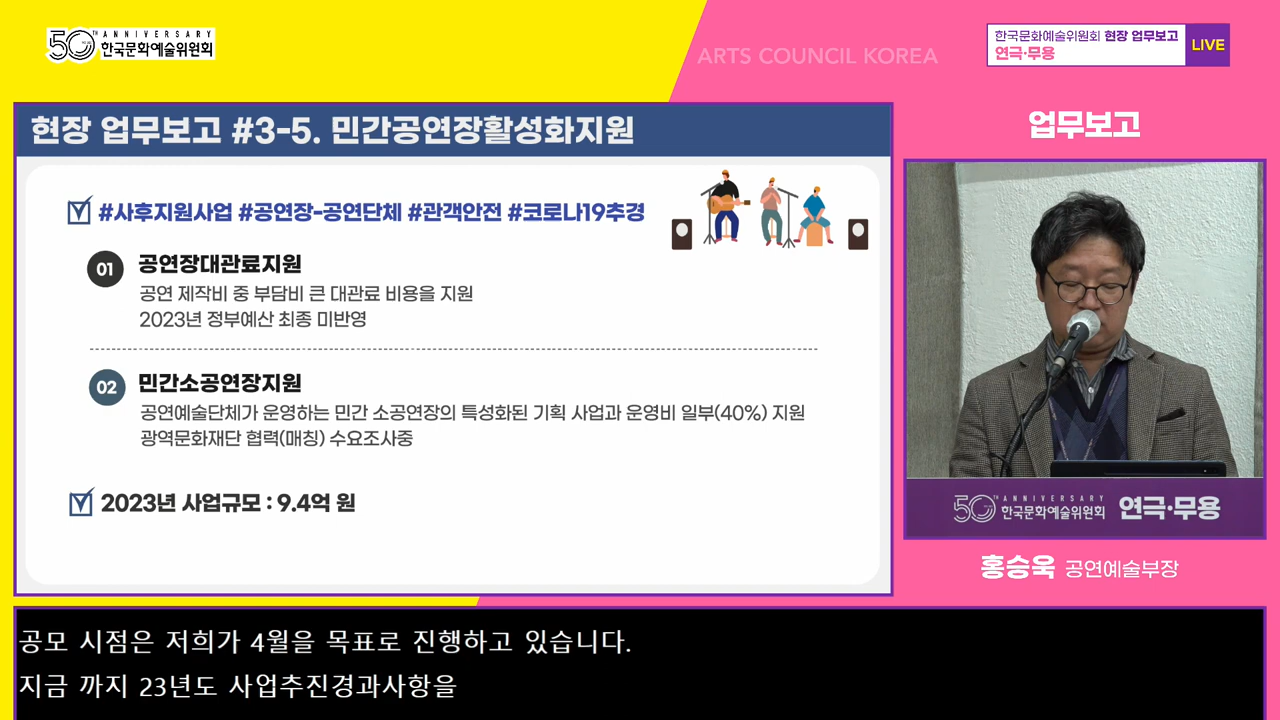 50TH ANNIVERSARY
한국문화예술위원회
ARTS COUNCIL KOREA
한국문화예술위원회 현장 업무보고
연극·무용
LIVE
현장 업무보고 #3-5. 민간공연장활성화지원
#사후지원사업 #공연장-공연단체 #관객안전 #코로나19추경
01 공연장대관료지원
공연 제작비 중 부담비 큰 대관료 비용을 지원
2023년 정부예산 최종 미반영
02 민간소공연장지원
공연예술단체가 운영하는 민간 소공연장의 특성화된 기획 사업과 운영비 일부(40%) 지원
광역문화재단 협력(매칭) 수요조사중
2023년 사업규모 : 9.4억 원
업무보고
50TH ANNIVERSARY
한국문화예술위원회 연극·무용
홍승욱 공연예술부장
공모 시점은 저희가 4월을 목표로 진행하고 있습니다.
지금 까지 23년도 사업추진경과사항을